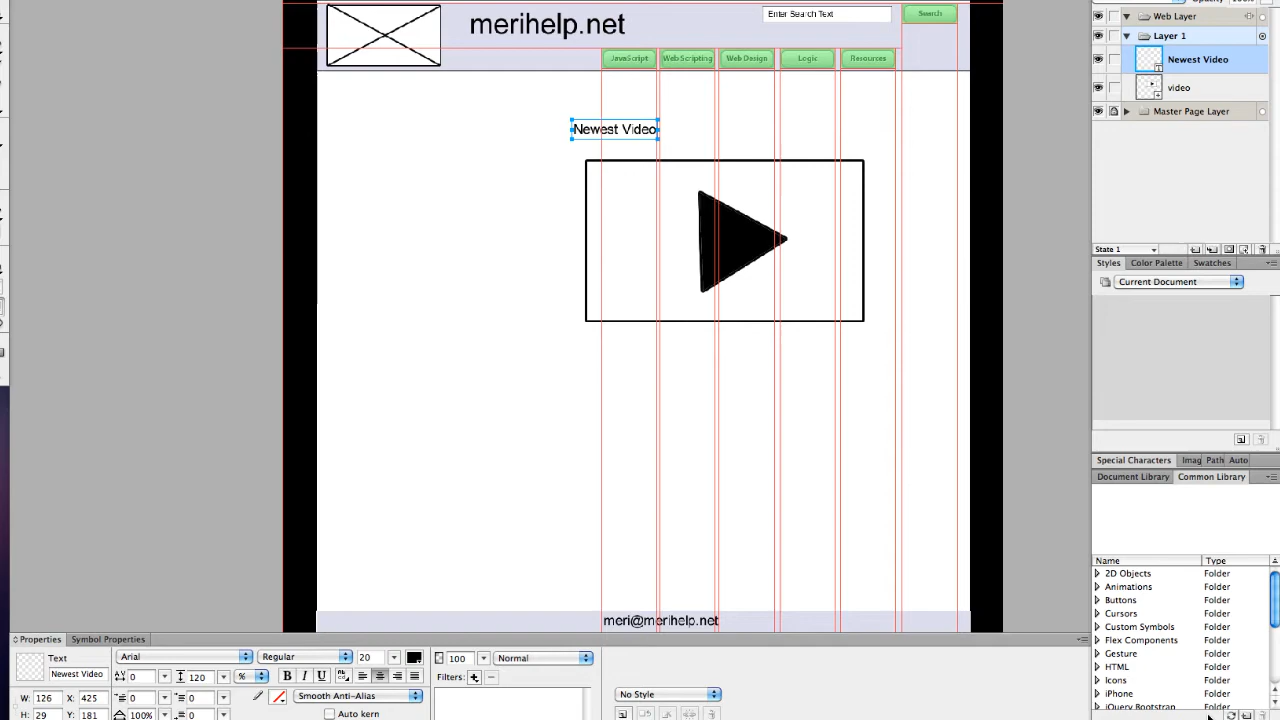 Opacity
Web Layer
merihelp.net
Enter Search Text
Search
Layer 1
JavaScript
Web Scripting
Web Design
Logic
Resources
Newest Video
video
Master Page Layer
Newest Video
State 1
Styles
Color Palette
Swatches
Current Document
Special Characters
Imag
Path
Auto
Document Library
Common Library
Name
Type
2D Objects
Folder
Animations
Folder
Buttons
Folder
Cursors
Folder
Custom Symbols
Folder
Flex Components
Folder
Gesture
Folder
HTML
Folder
Icons
Folder
iPhone
Folder
jQuery Bootstrap
Folder
meri@merihelp.net
Properties
Symbol Properties
Text
Newest Video
Arial
Regular
20
100
Normal
0
120
%
B I U
Filters:
Smooth Anti-Alias
No Style
W: 126
X: 425
0
0
H: 29
Y: 181
100%
0
Auto kern